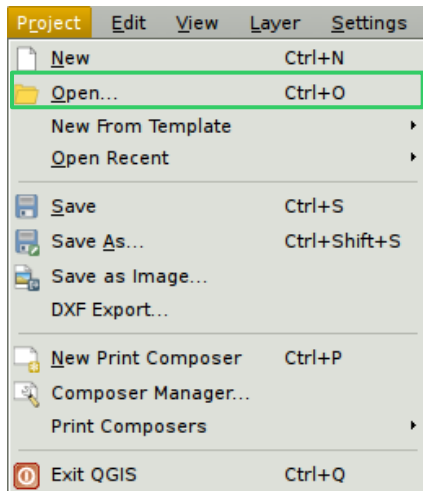 Project Edit View Layer Settings
New Ctrl+N
Open... Ctrl+O
New From Template
Open Recent
Save Ctrl+S
Save As... Ctrl+Shift+S
Save as Image...
DXF Export...
New Print Composer Ctrl+P
Composer Manager...
Print Composers
Exit QGIS Ctrl+Q